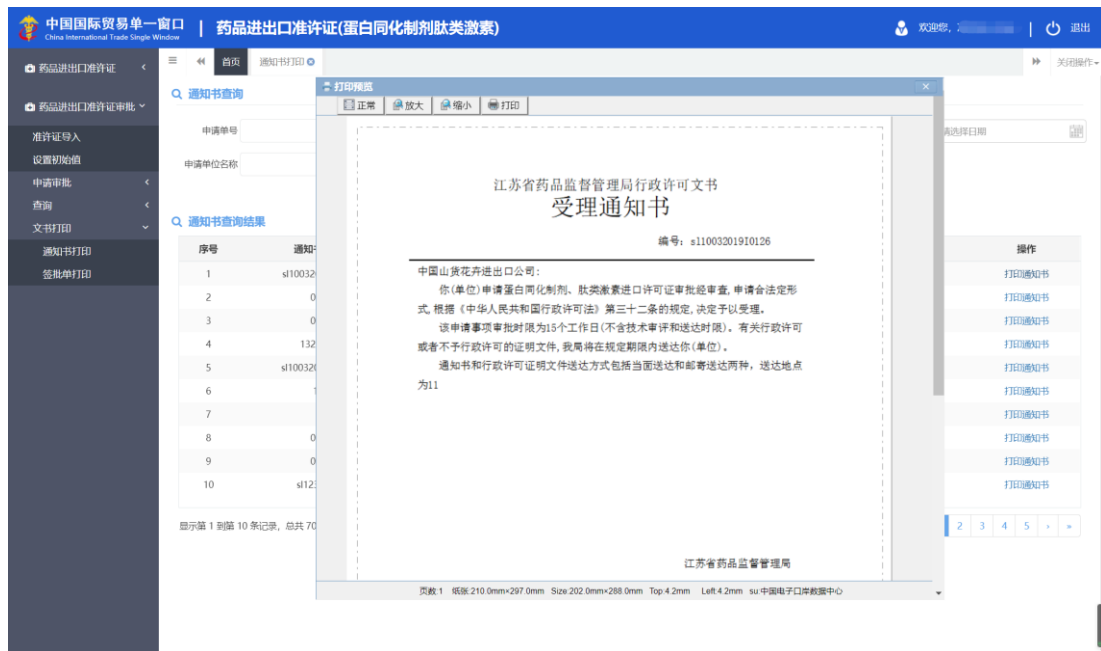 中国国际贸易单一窗口 | 药品进出口准许证(蛋白同化制剂肽类激素)
China International Trade Single Window
欢迎您, | 退出
药品进出口准许证
药品进出口准许证审批
准许证导入
设置初始值
申请审批
查询
文书打印
通知书打印
签批单打印
首页 通知书打印 关闭操作
通知书查询
申请单号 请选择日期
申请单位名称
通知书查询结果
序号 通知 操作
1 sl10032 打印通知书
2 0 打印通知书
3 0 打印通知书
4 132 打印通知书
5 sl10032 打印通知书
6 1 打印通知书
7 打印通知书
8 0 打印通知书
9 0 打印通知书
10 sl12 打印通知书
显示第 1 到第 10 条记录，总共 70
2 3 4 5 › »
打印预览
正常 放大 缩小 打印
江苏省药品监督管理局行政许可文书
受理通知书
编号: sl10032019I0126
中国山货花卉进出口公司:
你(单位)申请蛋白同化制剂、肽类激素进口许可证审批经审查,申请合法定形
式,根据《中华人民共和国行政许可法》第三十二条的规定,决定予以受理。
该申请事项审批时限为15个工作日(不含技术审评和送达时限)。有关行政许可
或者不予行政许可的证明文件,我局将在规定期限内送达你(单位)。
通知书和行政许可证明文件送达方式包括当面送达和邮寄送达两种，送达地点
为11
江苏省药品监督管理局
页数:1 纸张:210.0mm×297.0mm Size:202.0mm×288.0mm Top:4.2mm Left:4.2mm su:中国电子口岸数据中心